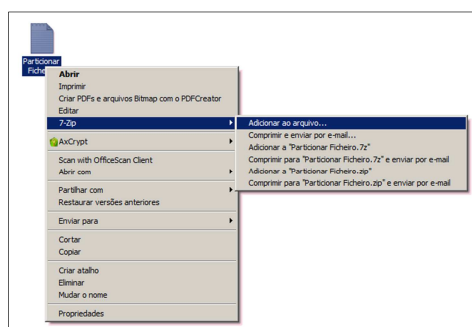 Particionar
Fiche
Abrir
Imprimir
Criar PDFs e arquivos Bitmap com o PDFCreator
Editar
7-Zip
AxCrypt
Scan with OfficeScan Client
Abrir com
Partilhar com
Restaurar versões anteriores
Enviar para
Cortar
Copiar
Criar atalho
Eliminar
Mudar o nome
Propriedades
Adicionar ao arquivo...
Comprimir e enviar por e-mail...
Adicionar a "Particionar Ficheiro.7z"
Comprimir para "Particionar Ficheiro.7z" e enviar por e-mail
Adicionar a "Particionar Ficheiro.zip"
Comprimir para "Particionar Ficheiro.zip" e enviar por e-mail